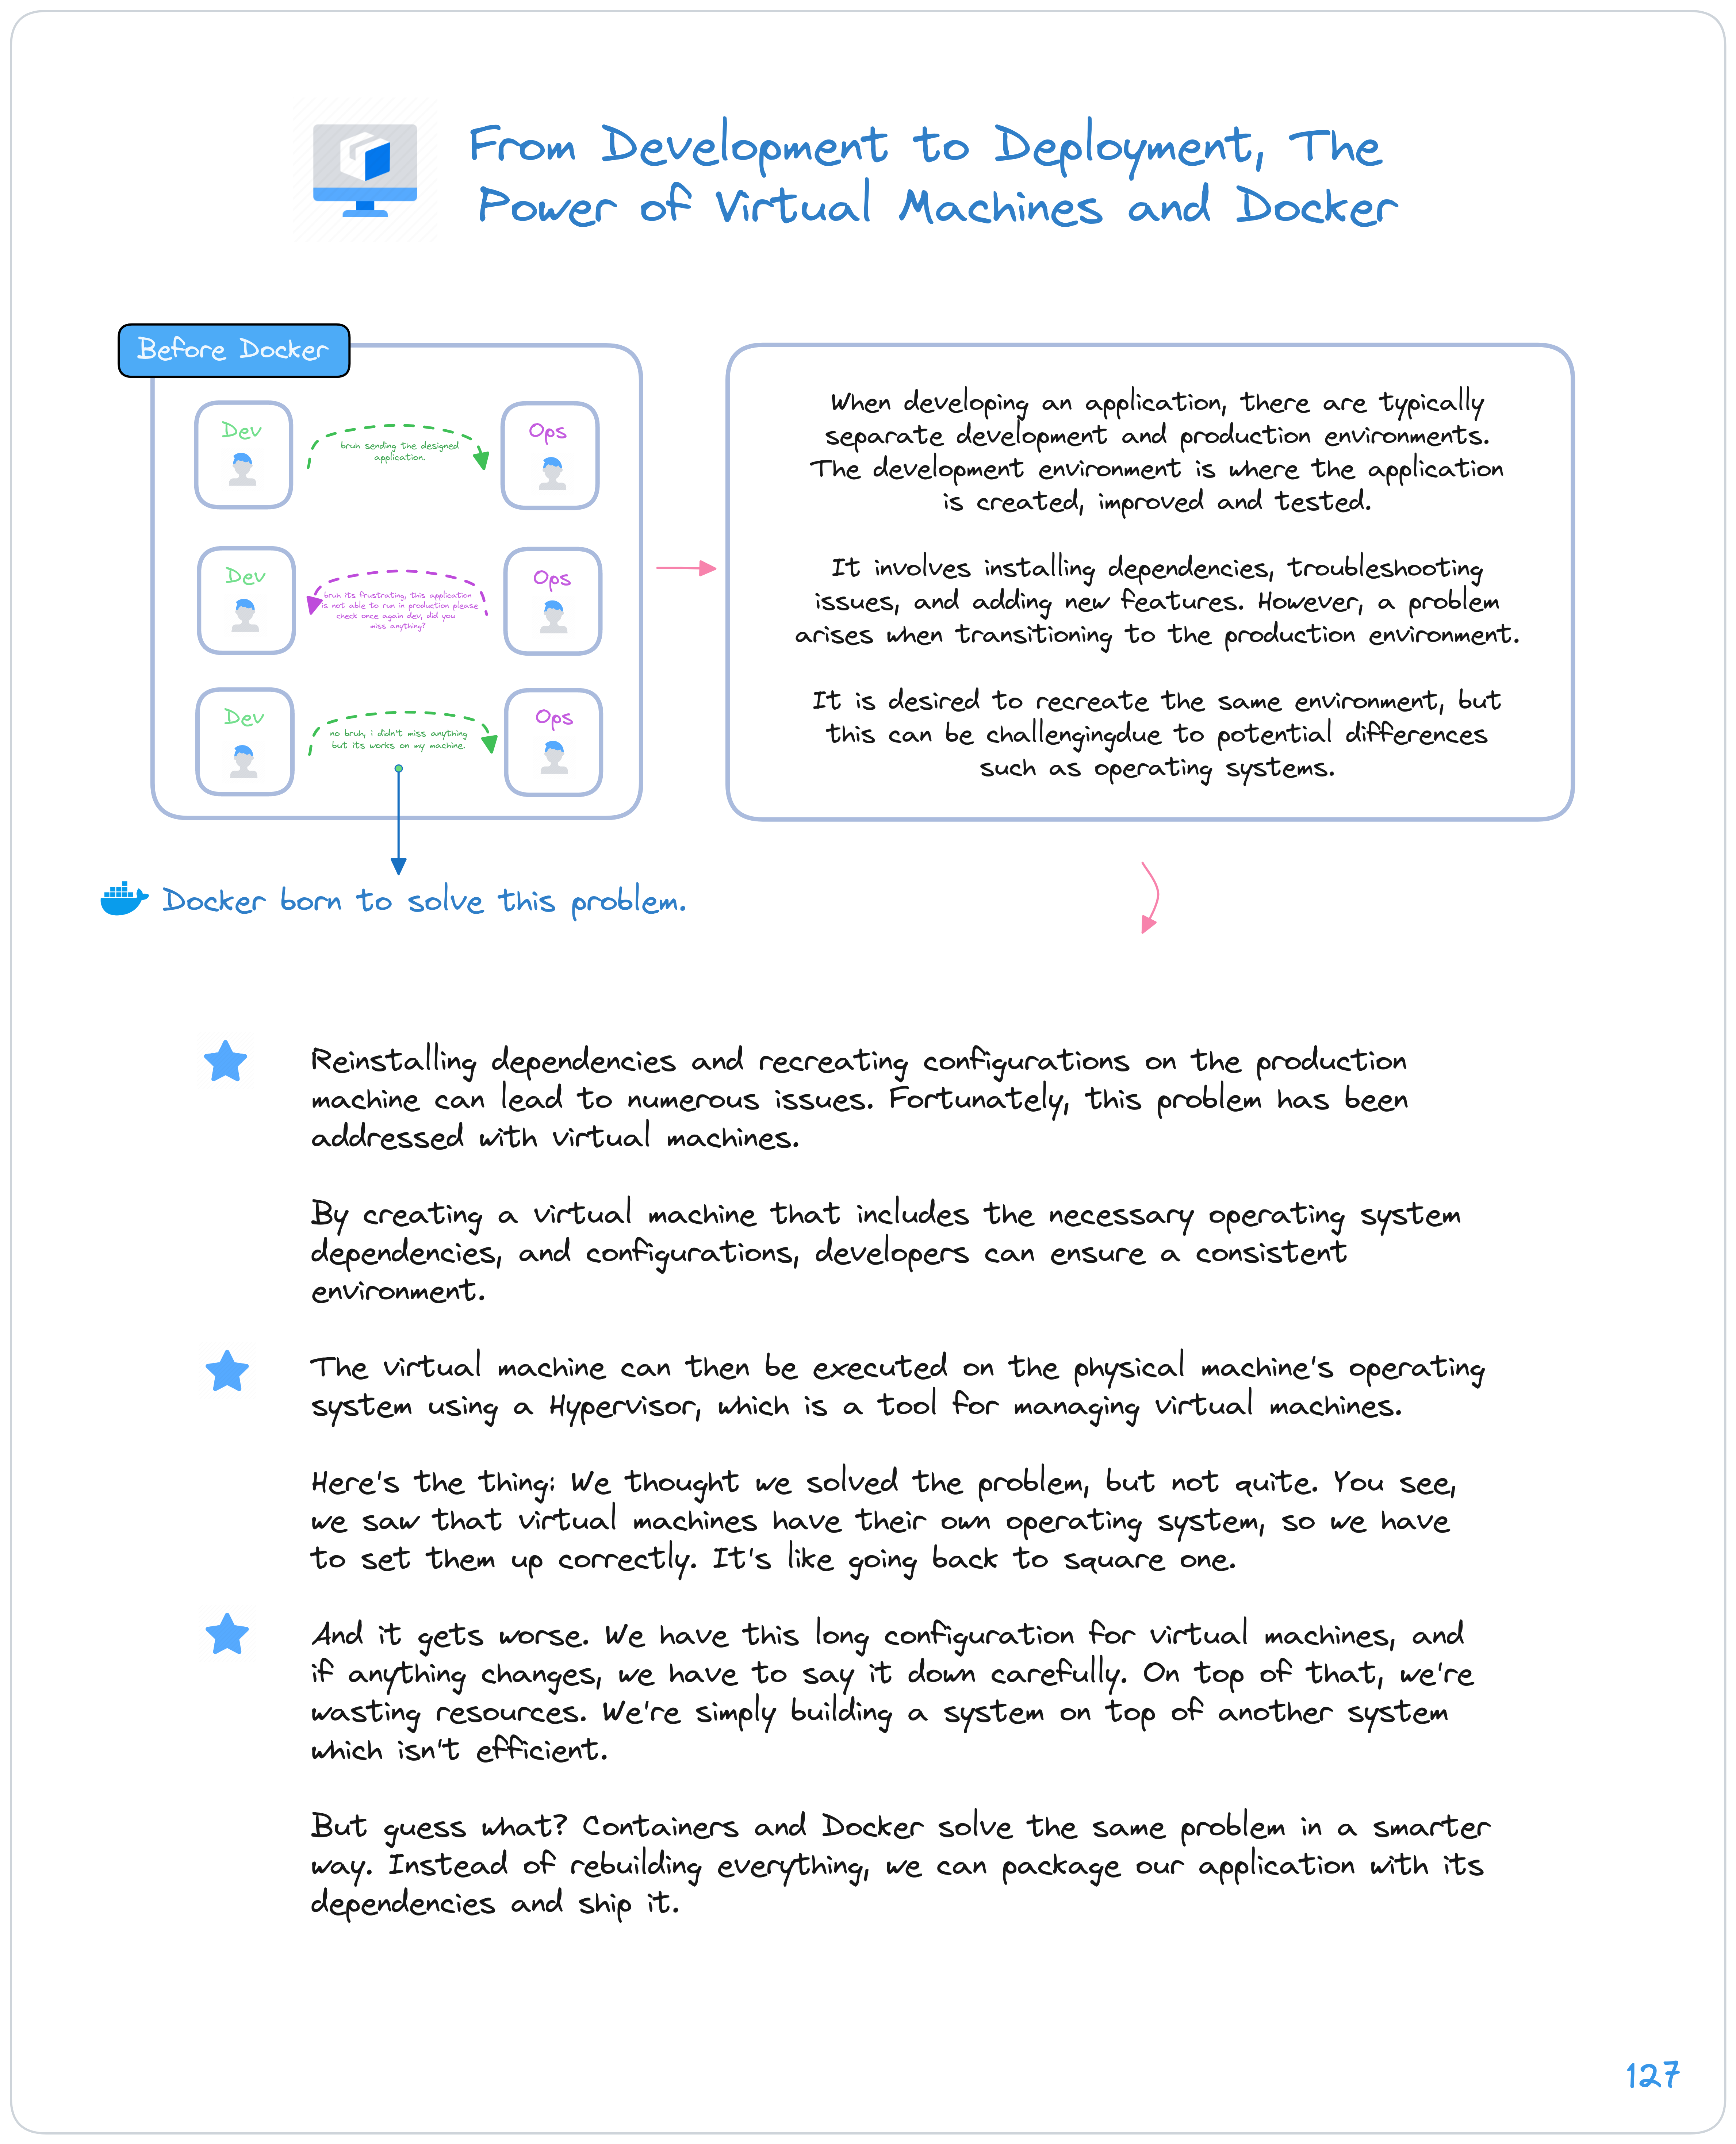 From Development to Deployment, The
Power of Virtual Machines and Docker
Before Docker
Dev
bruh sending the designed
application.
Ops
Dev
bruh its frustrating, this application
is not able to run in production please
check once again dev, did you
miss anything?
Ops
Dev
no bruh, i didn't miss anything
but its works on my machine.
Ops
Docker born to solve this problem.
When developing an application, there are typically
separate development and production environments.
The development environment is where the application
is created, improved and tested.
It involves installing dependencies, troubleshooting
issues, and adding new features. However, a problem
arises when transitioning to the production environment.
It is desired to recreate the same environment, but
this can be challengingdue to potential differences
such as operating systems.
Reinstalling dependencies and recreating configurations on the production
machine can lead to numerous issues. Fortunately, this problem has been
addressed with virtual machines.
By creating a virtual machine that includes the necessary operating system
dependencies, and configurations, developers can ensure a consistent
environment.
The virtual machine can then be executed on the physical machine's operating
system using a Hypervisor, which is a tool for managing virtual machines.
Here's the thing: We thought we solved the problem, but not quite. You see,
we saw that virtual machines have their own operating system, so we have
to set them up correctly. It's like going back to square one.
And it gets worse. We have this long configuration for virtual machines, and
if anything changes, we have to say it down carefully. On top of that, we're
wasting resources. We're simply building a system on top of another system
which isn't efficient.
But guess what? Containers and Docker solve the same problem in a smarter
way. Instead of rebuilding everything, we can package our application with its
dependencies and ship it.
127